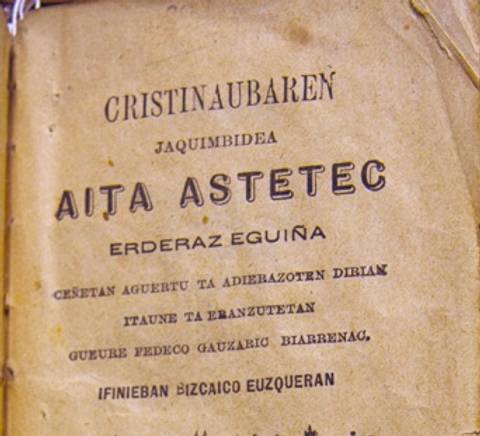 CRISTINAUBAREN
JAQUIMBIDEA
AITA ASTETEC
ERDERAZ EGUIÑA
CEÑETAN AGUERTU TA ADIERAZOTEN DIRIAN
ITAUNE TA ERANZUTETAN
GUEURE FEDECO GAUZARIC BIARRENAC.
IFINIEBAN BIZCAICO EUZQUERAN